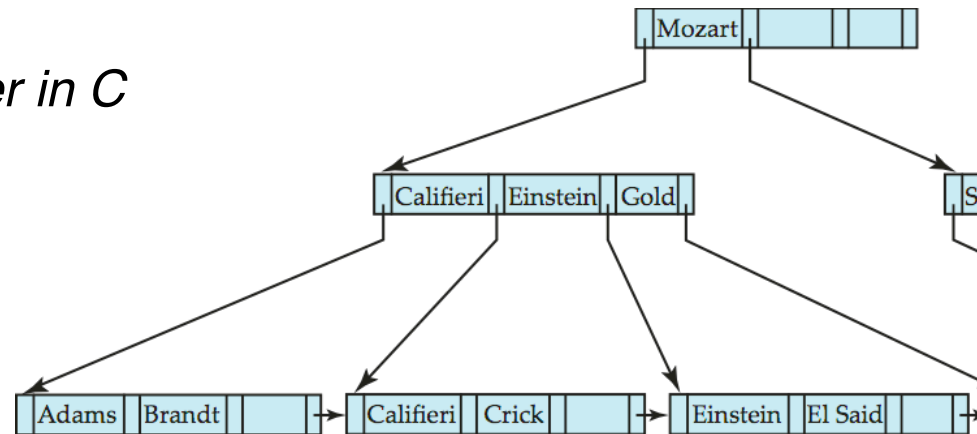 Mozart
er in C
Califieri Einstein Gold S
Adams Brandt Califieri Crick Einstein El Said